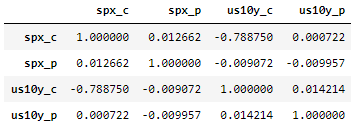 spx_c spx_p us10y_c us10y_p
spx_c 1.000000 0.012662 -0.788750 0.000722
spx_p 0.012662 1.000000 -0.009072 -0.009957
us10y_c -0.788750 -0.009072 1.000000 0.014214
us10y_p 0.000722 -0.009957 0.014214 1.000000